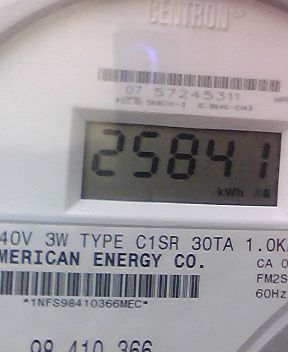 CENTRON®
07 57245311
25841
kWh
40V 3W TYPE C1SR 30TA 1.0K
MERICAN ENERGY CO.
CA 0
FM2S
*1NFS98410366MEC*
60Hz
98 410 366